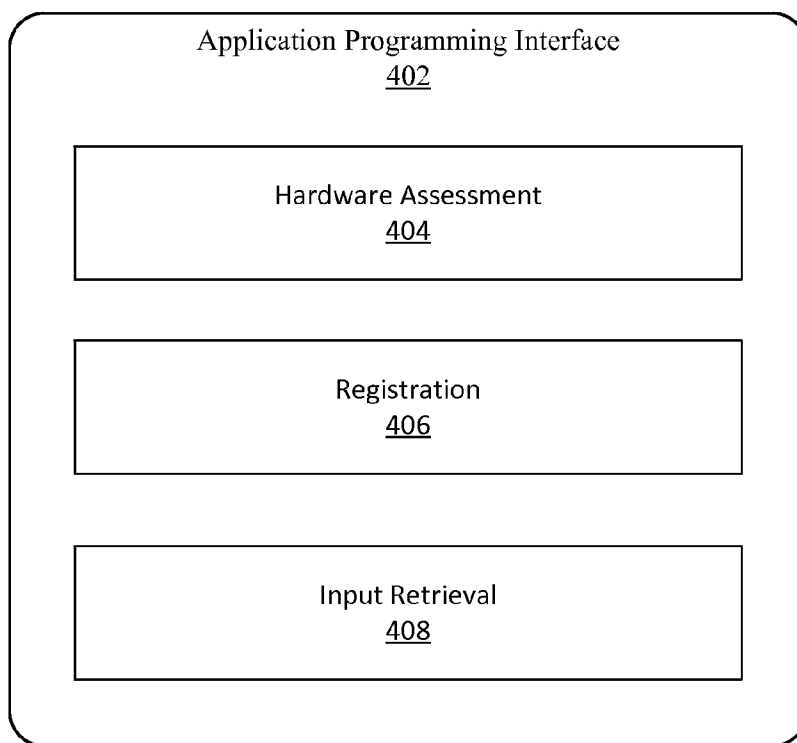 Application Programming Interface
402
Hardware Assessment
404
Registration
406
Input Retrieval
408